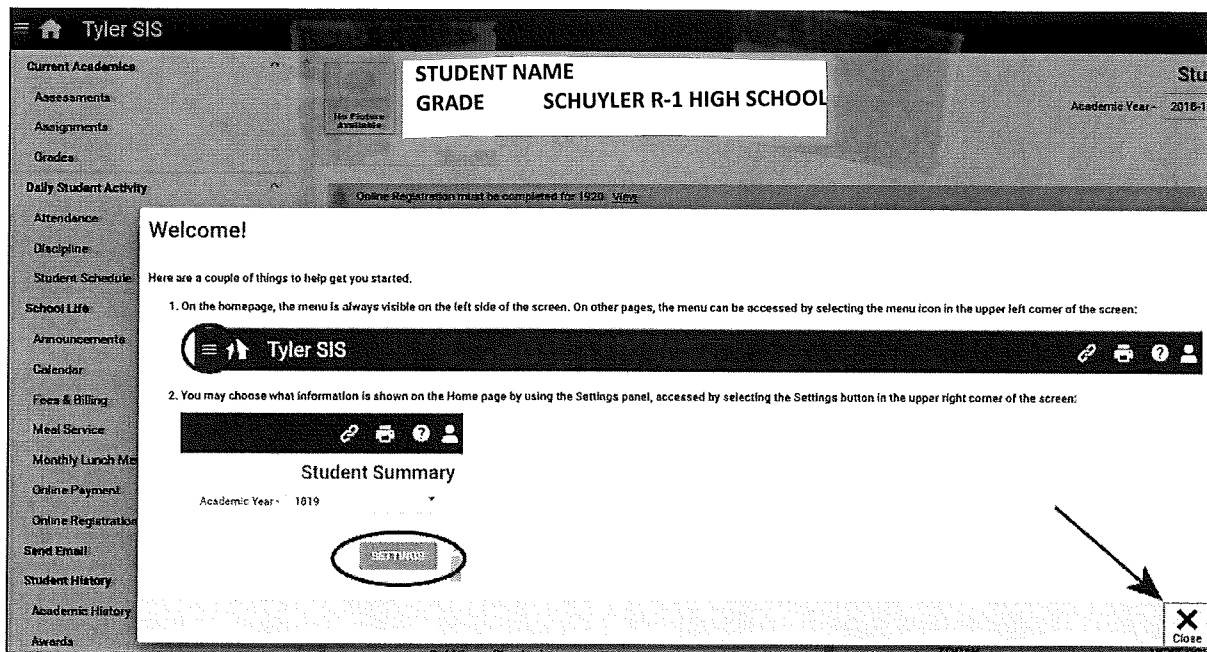 Tyler SIS
Current Academics
Assessments
Assignments
Grades
Daily Student Activity
Attendance
Discipline
Student Schedule
School Life
Announcements
Calendar
Fees & Billing
Meal Service
Monthly Lunch Me
Online Payment
Online Registration
Send Email
Student History
Academic History
Awards
No Picture
Available
STUDENT NAME
GRADE SCHUYLER R-1 HIGH SCHOOL
Stu
Academic Year- 2018-1
Online Registration must be completed for 1920. View
Welcome!
Here are a couple of things to help get you started.
1. On the homepage, the menu is always visible on the left side of the screen. On other pages, the menu can be accessed by selecting the menu icon in the upper left corner of the screen:
Tyler SIS
2. You may choose what information is shown on the Home page by using the Settings panel, accessed by selecting the Settings button in the upper right corner of the screen:
Student Summary
Academic Year- 1819
SETTINGS
Close